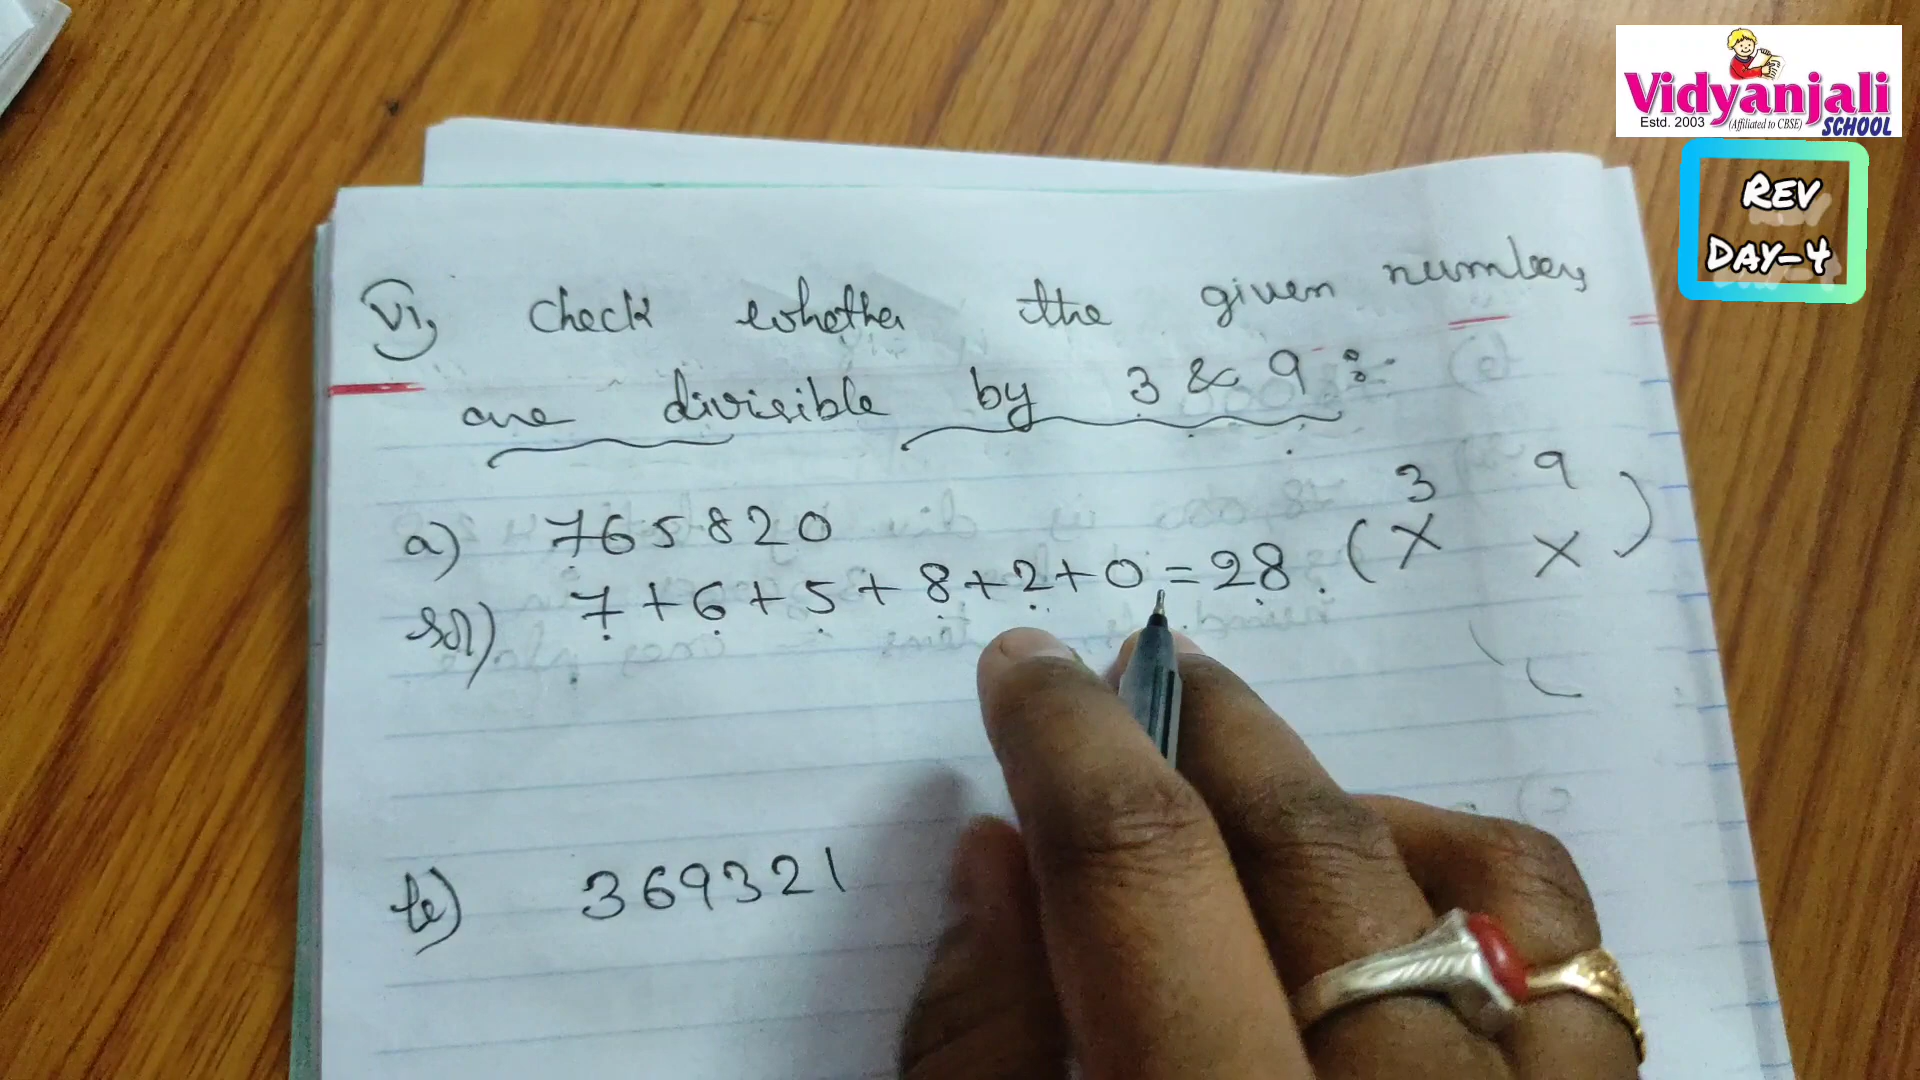 Vidyanjali
Estd. 2003 (Affiliated to CBSE) SCHOOL
REV
DAY-4
VI) check whether the given numbers
are divisible by 3 & 9 :-
3 9
a) 765820
Sol) 7+6+5+8+2+0=28 (X X)
b) 369321